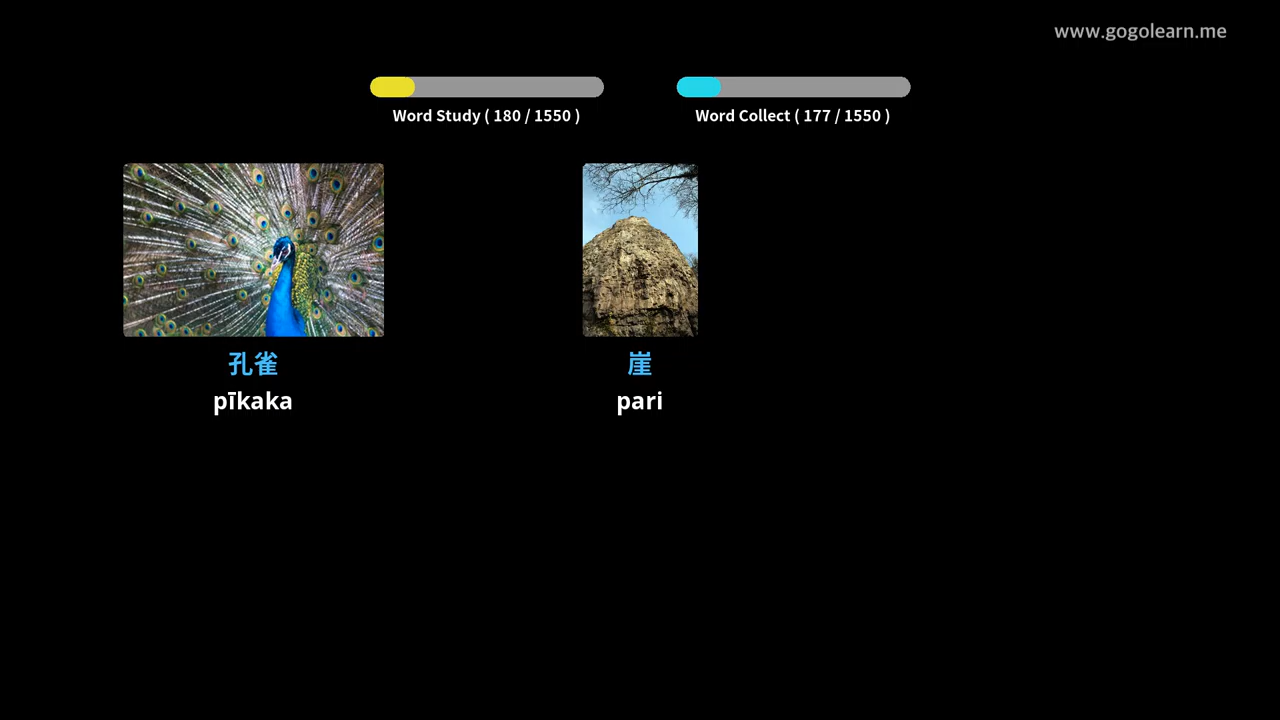 www.gogolearn.me
Word Study ( 180 / 1550 )
Word Collect ( 177 / 1550 )
孔雀
pīkaka
崖
pari